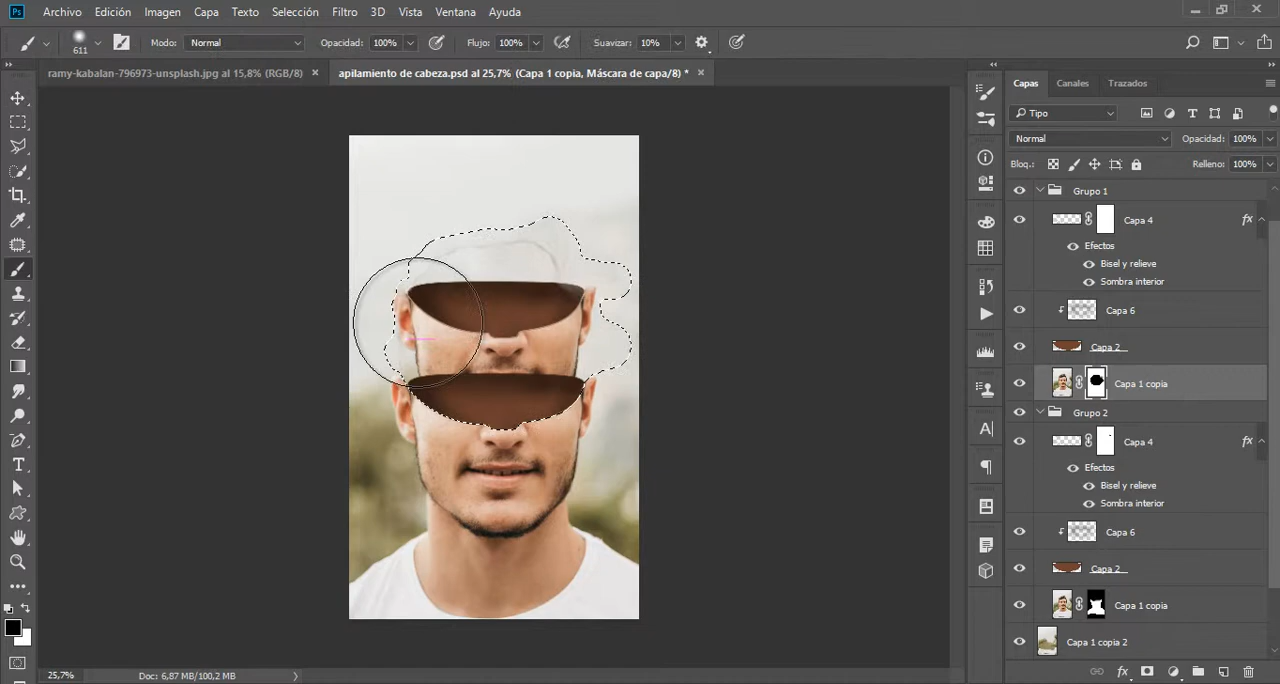 Ps Archivo Edición Imagen Capa Texto Selección Filtro 3D Vista Ventana Ayuda
611 Modo: Normal Opacidad: 100% Flujo: 100% Suavizar: 10%
ramy-kabalan-796973-unsplash.jpg al 15,8% (RGB/8) × apilamiento de cabeza.psd al 25,7% (Capa 1 copia, Máscara de capa/8) * ×
Capas Canales Trazados
Tipo
Normal Opacidad: 100%
Bloq.: Relleno: 100%
Grupo 1
Capa 4 fx
Efectos
Bisel y relieve
Sombra interior
Capa 6
Capa 2
Capa 1 copia
Grupo 2
Capa 4 fx
Efectos
Bisel y relieve
Sombra interior
Capa 6
Capa 2
Capa 1 copia
Capa 1 copia 2
fx
25,7% Doc: 6,87 MB/100,2 MB